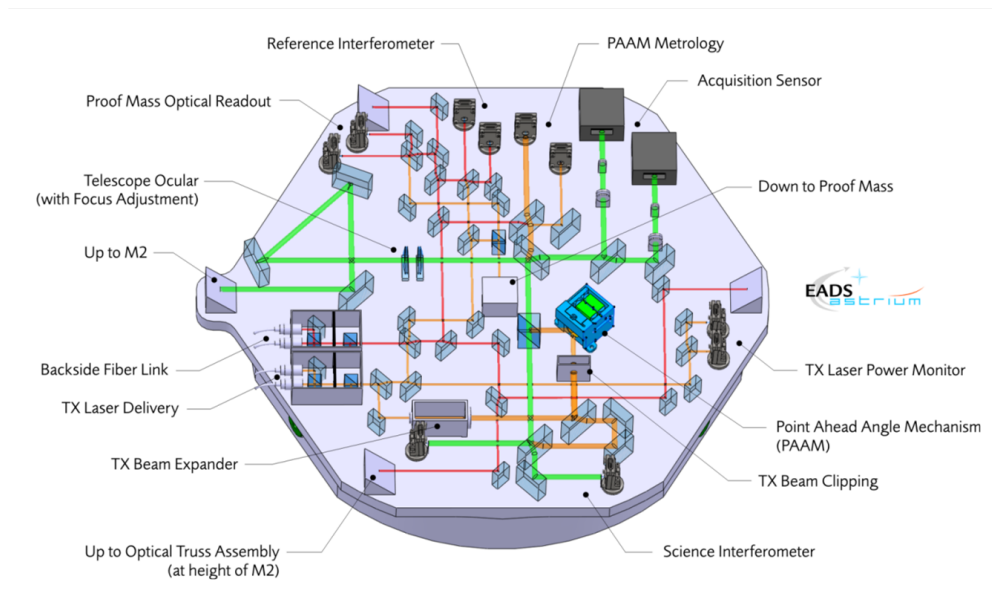 Reference Interferometer
PAAM Metrology
Acquisition Sensor
Proof Mass Optical Readout
Telescope Ocular
(with Focus Adjustment)
Down to Proof Mass
Up to M2
EADS
astrium
Backside Fiber Link
TX Laser Power Monitor
TX Laser Delivery
Point Ahead Angle Mechanism
(PAAM)
TX Beam Expander
TX Beam Clipping
Up to Optical Truss Assembly
(at height of M2)
Science Interferometer